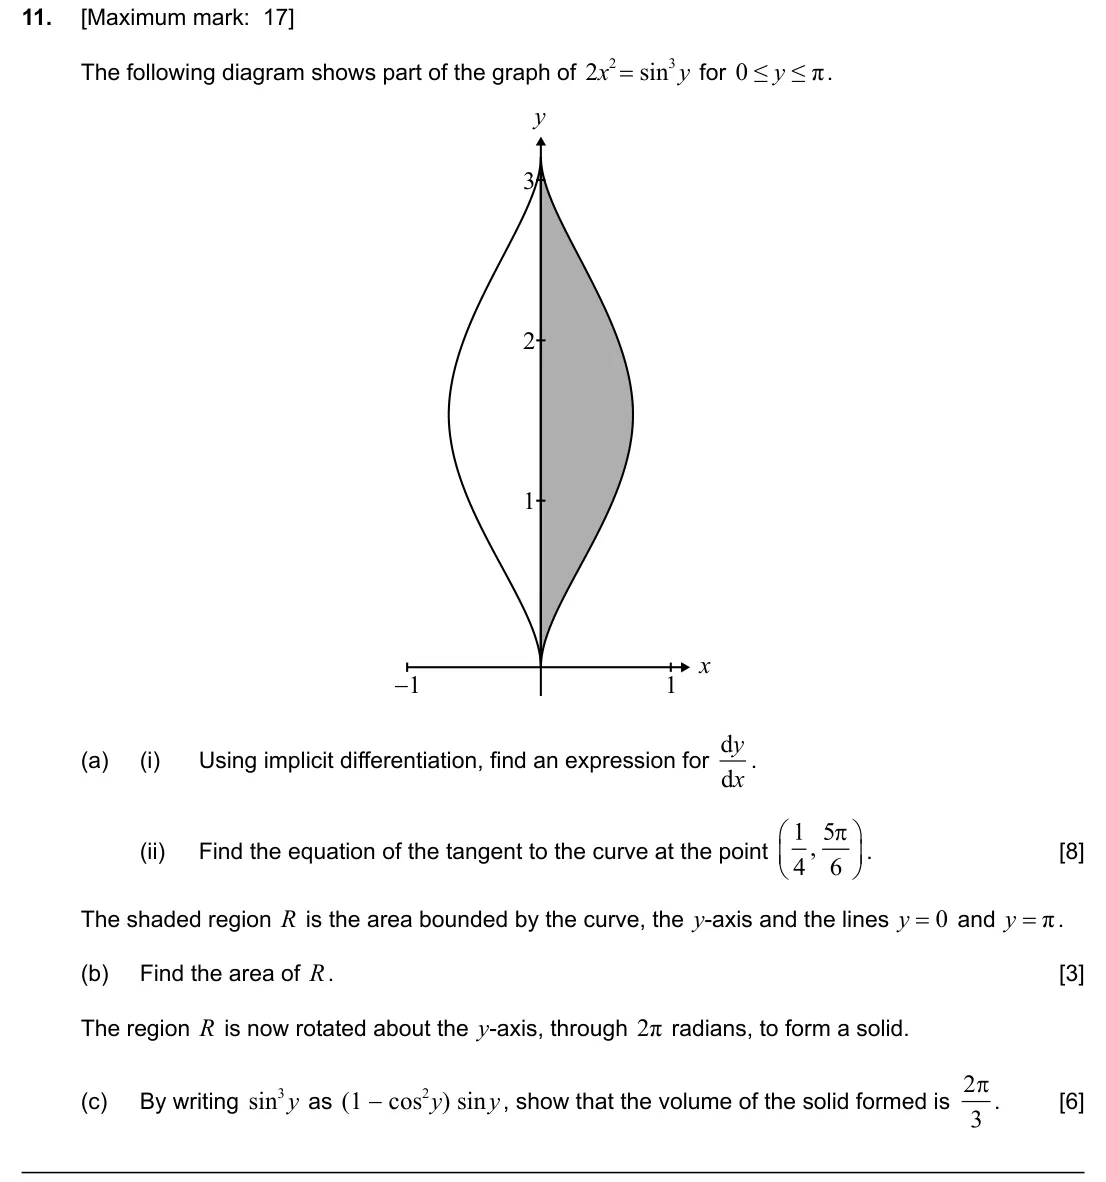 11. [Maximum mark: 17]
The following diagram shows part of the graph of 2x² = sin³ y for 0 ≤ y ≤ π.
y
3
2
1
x
−1 1
(a) (i) Using implicit differentiation, find an expression for dy/dx.
(ii) Find the equation of the tangent to the curve at the point (1/4, 5π/6). [8]
The shaded region R is the area bounded by the curve, the y-axis and the lines y = 0 and y = π.
(b) Find the area of R. [3]
The region R is now rotated about the y-axis, through 2π radians, to form a solid.
(c) By writing sin³ y as (1 − cos² y) sin y, show that the volume of the solid formed is 2π/3. [6]